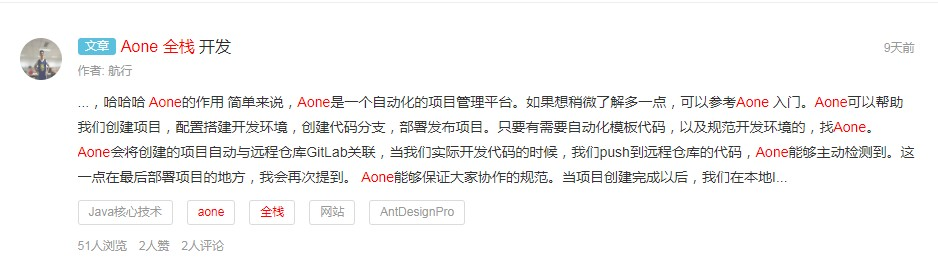 文章 Aone 全栈 开发 9天前
作者: 航行
...，哈哈哈 Aone的作用 简单来说，Aone是一个自动化的项目管理平台。如果想稍微了解多一点，可以参考Aone 入门。Aone可以帮助
我们创建项目，配置搭建开发环境，创建代码分支，部署发布项目。只要有需要自动化模板代码，以及规范开发环境的，找Aone。
Aone会将创建的项目自动与远程仓库GitLab关联，当我们实际开发代码的时候，我们push到远程仓库的代码，Aone能够主动检测到。这
一点在最后部署项目的地方，我会再次提到。 Aone能够保证大家协作的规范。当项目创建完成以后，我们在本地I...
Java核心技术 aone 全栈 网站 AntDesignPro
51人浏览 2人赞 2人评论